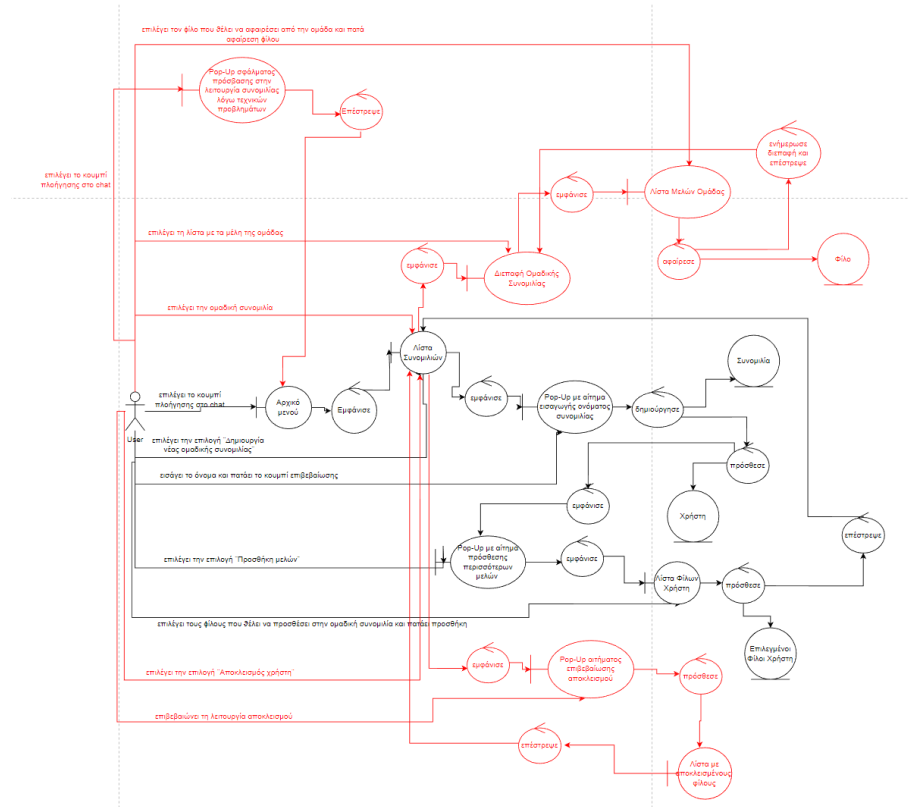 επιλέγει τον φίλο που θέλει να αφαιρέσει από την ομάδα και πατά
αφαίρεση φίλου
Pop-Up σφάλματος
πρόσβασης στην
λειτουργία συνομιλίας
λόγω τεχνικών
προβλημάτων
Επέστρεψε
ενήμερωσε
διεπαφή και
επέστρεψε
επιλέγει το κουμπί
πλοήγησης στο chat
εμφάνισε
Λίστα Μελών Ομάδας
επιλέγει τη λίστα με τα μέλη της ομάδας
εμφάνισε
Διεπαφή Ομαδικής
Συνομιλίας
αφαίρεσε
Φίλο
επιλέγει την ομαδική συνομιλία
Λίστα
Συνομιλιών
Συνομιλία
επιλέγει το κουμπί
πλοήγησης στο chat
Αρχικό
μενού
Εμφάνισε
εμφάνισε
Pop-Up με αίτημα
εισαγωγής ονόματος
συνομιλίας
δημιούργησε
User
επιλέγει την επιλογή "Δημιουργία
νέας ομαδικής συνομιλίας"
πρόσθεσε
εισάγει το όνομα και πατάει το κουμπί επιβεβαίωσης
εμφάνισε
Χρήστη
επέστρεψε
επιλέγει την επιλογή "Προσθήκη μελών"
Pop-Up με αίτημα
πρόσθεσης
περισσότερων
μελών
εμφάνισε
Λίστα Φίλων
Χρήστη
πρόσθεσε
επιλέγει τους φίλους που θέλει να προσθέσει στην ομαδική συνομιλία και πατάει προσθήκη
Επιλεγμένοι
Φίλοι Χρήστη
επιλέγει την επιλογή "Αποκλεισμός χρήστη"
εμφάνισε
Pop-Up αιτήματος
επιβεβαίωσης
αποκλεισμού
πρόσθεσε
επιβεβαιώνει τη λειτουργία αποκλεισμού
επέστρεψε
Λίστα με
αποκλεισμένους
φίλους